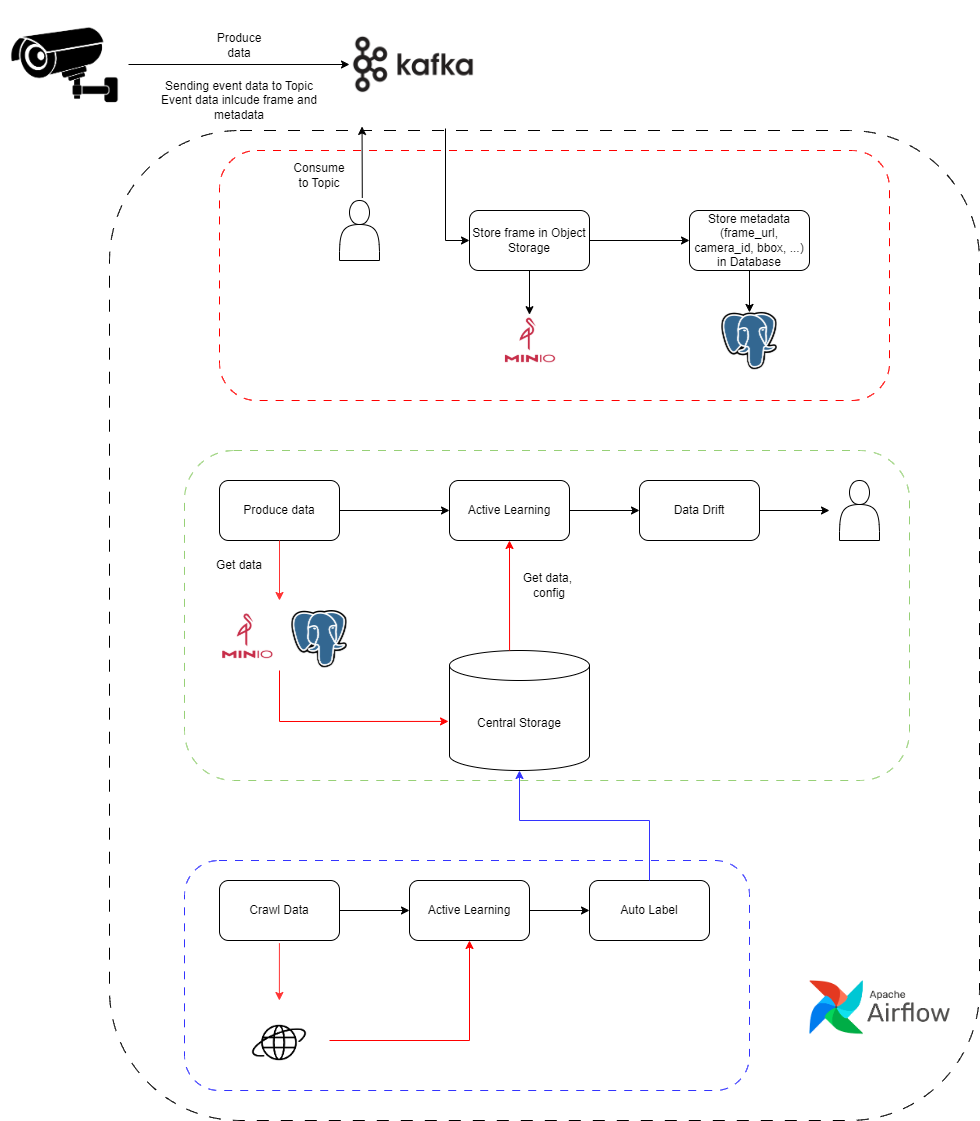 Produce
data
kafka
Sending event data to Topic
Event data inlcude frame and
metadata
Consume
to Topic
Store frame in Object
Storage
Store metadata
(frame_url,
camera_id, bbox, ...)
in Database
MINIO
Produce data
Active Learning
Data Drift
Get data
Get data,
config
MINIO
Central Storage
Crawl Data
Active Learning
Auto Label
Apache
Airflow